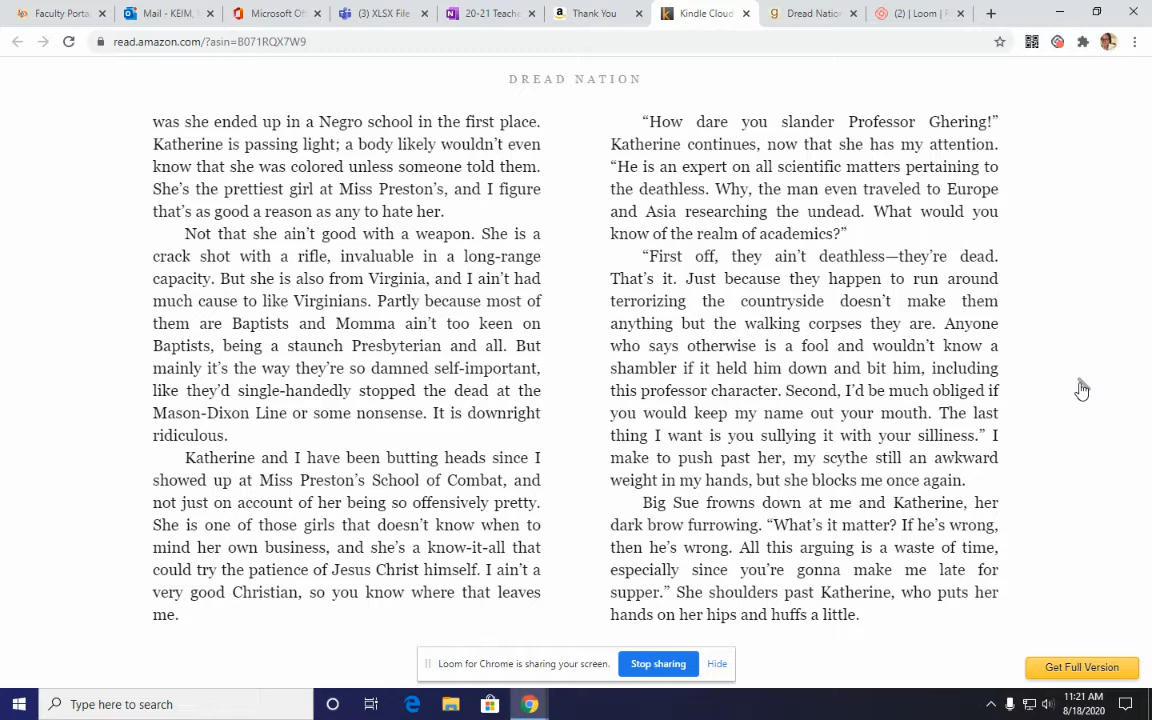 Faculty Porta
Mail - KEIM,
Microsoft Of
(3) XLSX File
20-21 Teache
Thank You
Kindle Cloud
Dread Natio
(2) | Loom |
read.amazon.com/?asin=B071RQX7W9
DREAD NATION
was she ended up in a Negro school in the first place.
Katherine is passing light; a body likely wouldn't even
know that she was colored unless someone told them.
She's the prettiest girl at Miss Preston's, and I figure
that's as good a reason as any to hate her.
Not that she ain't good with a weapon. She is a
crack shot with a rifle, invaluable in a long-range
capacity. But she is also from Virginia, and I ain't had
much cause to like Virginians. Partly because most of
them are Baptists and Momma ain't too keen on
Baptists, being a staunch Presbyterian and all. But
mainly it's the way they're so damned self-important,
like they'd single-handedly stopped the dead at the
Mason-Dixon Line or some nonsense. It is downright
ridiculous.
Katherine and I have been butting heads since I
showed up at Miss Preston's School of Combat, and
not just on account of her being so offensively pretty.
She is one of those girls that doesn't know when to
mind her own business, and she's a know-it-all that
could try the patience of Jesus Christ himself. I ain't a
very good Christian, so you know where that leaves
me.
“How dare you slander Professor Ghering!”
Katherine continues, now that she has my attention.
“He is an expert on all scientific matters pertaining to
the deathless. Why, the man even traveled to Europe
and Asia researching the undead. What would you
know of the realm of academics?”
“First off, they ain't deathless—they're dead.
That's it. Just because they happen to run around
terrorizing the countryside doesn't make them
anything but the walking corpses they are. Anyone
who says otherwise is a fool and wouldn't know a
shambler if it held him down and bit him, including
this professor character. Second, I'd be much obliged if
you would keep my name out your mouth. The last
thing I want is you sullying it with your silliness.” I
make to push past her, my scythe still an awkward
weight in my hands, but she blocks me once again.
Big Sue frowns down at me and Katherine, her
dark brow furrowing. “What's it matter? If he's wrong,
then he's wrong. All this arguing is a waste of time,
especially since you're gonna make me late for
supper.” She shoulders past Katherine, who puts her
hands on her hips and huffs a little.
Loom for Chrome is sharing your screen.
Stop sharing
Hide
Get Full Version
Type here to search
11:21 AM
8/18/2020